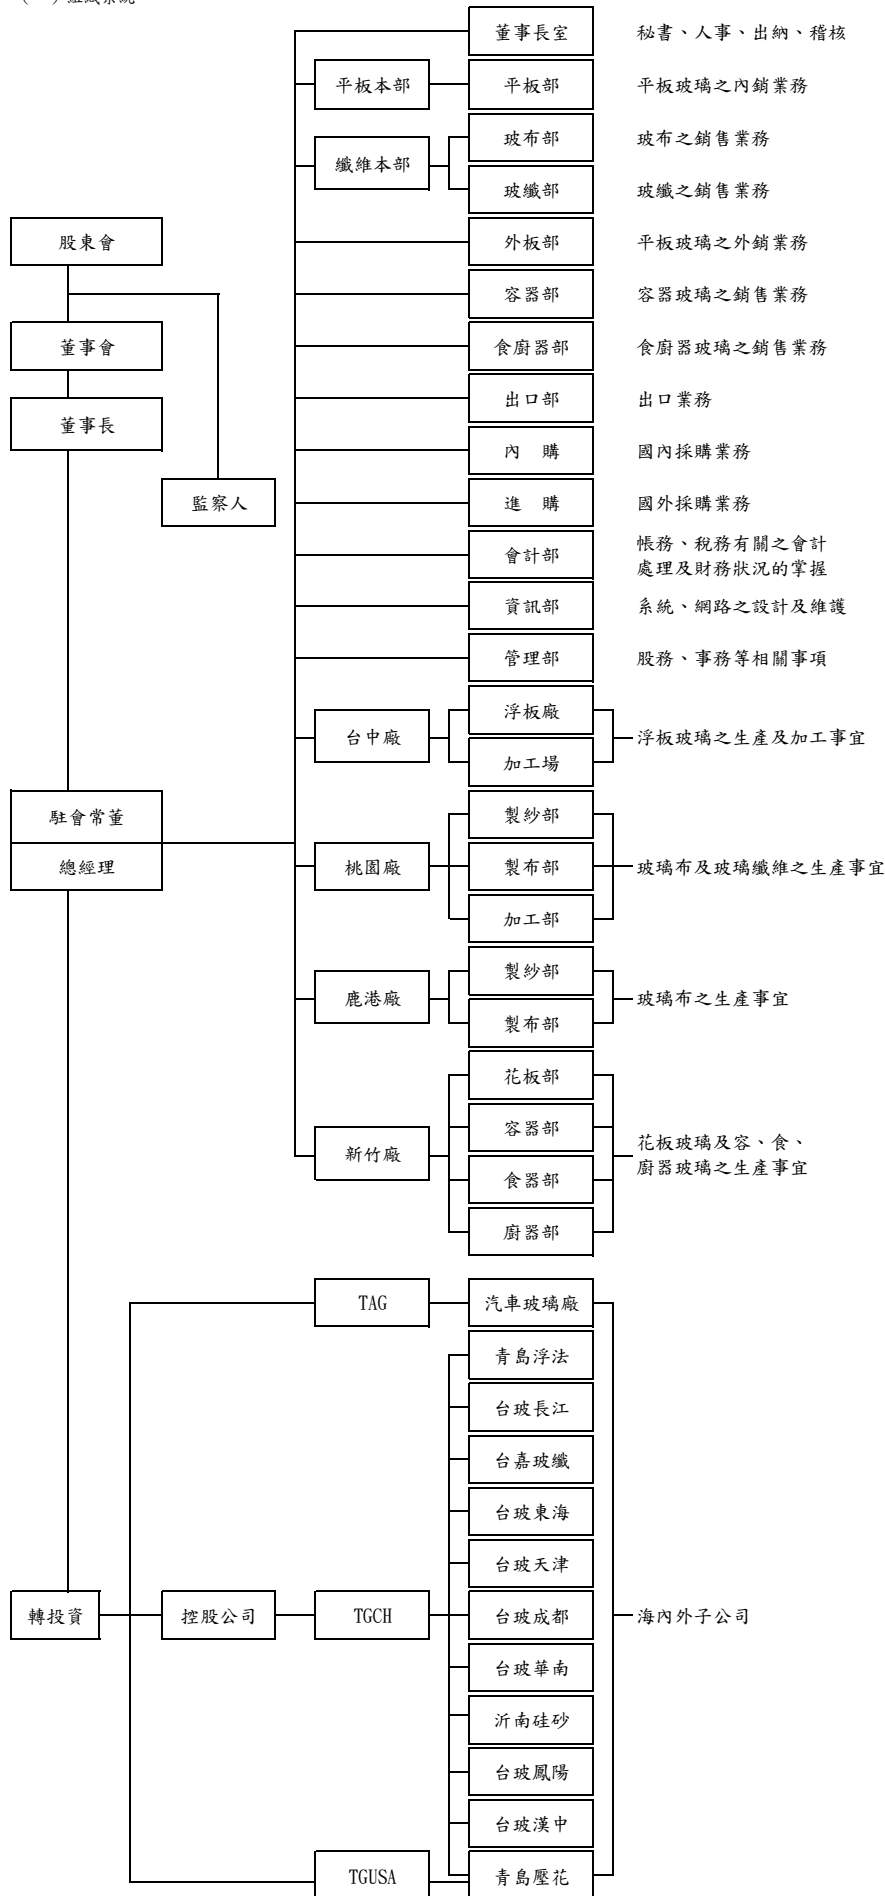 董事長室 秘書、人事、出納、稽核
平板本部 平板部 平板玻璃之內銷業務
玻布部 玻布之銷售業務
纖維本部
玻纖部 玻纖之銷售業務
股東會 外板部 平板玻璃之外銷業務
容器部 容器玻璃之銷售業務
董事會 食廚器部 食廚器玻璃之銷售業務
出口部 出口業務
董事長
內 購 國內採購業務
監察人 進 購 國外採購業務
會計部 帳務、稅務有關之會計
處理及財務狀況的掌握
資訊部 系統、網路之設計及維護
管理部 股務、事務等相關事項
浮板廠
台中廠 浮板玻璃之生產及加工事宜
加工場
駐會常董 製紗部
總經理 桃園廠 製布部 玻璃布及玻璃纖維之生產事宜
加工部
製紗部
鹿港廠 玻璃布之生產事宜
製布部
花板部
容器部
新竹廠 花板玻璃及容、食、
廚器玻璃之生產事宜
食器部
廚器部
TAG 汽車玻璃廠
青島浮法
台玻長江
台嘉玻纖
台玻東海
台玻天津
轉投資 控股公司 TGCH 台玻成都 海內外子公司
台玻華南
沂南硅砂
台玻鳳陽
台玻漢中
TGUSA 青島壓花